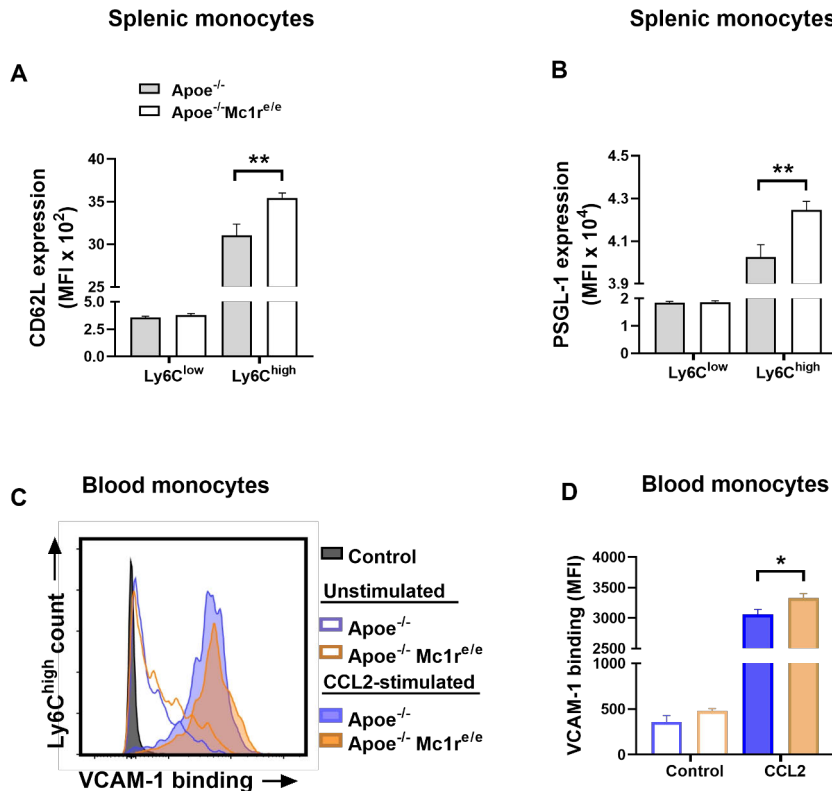 Splenic monocytes
Splenic monocytes
A
Apoe-/-
Apoe-/-Mc1re/e
CD62L expression
(MFI x 102)
40
35
30
25
5.0
2.5
0.0
**
Ly6Clow
Ly6Chigh
B
PSGL-1 expression
(MFI x 104)
4.5
4.3
4.1
3.9
2
1
0
**
Ly6Clow
Ly6Chigh
C
Blood monocytes
Ly6Chigh count
VCAM-1 binding
Control
Unstimulated
Apoe-/-
Apoe-/- Mc1re/e
CCL2-stimulated
Apoe-/-
Apoe-/- Mc1re/e
D
Blood monocytes
VCAM-1 binding (MFI)
4000
3500
3000
2500
1000
500
0
*
Control
CCL2